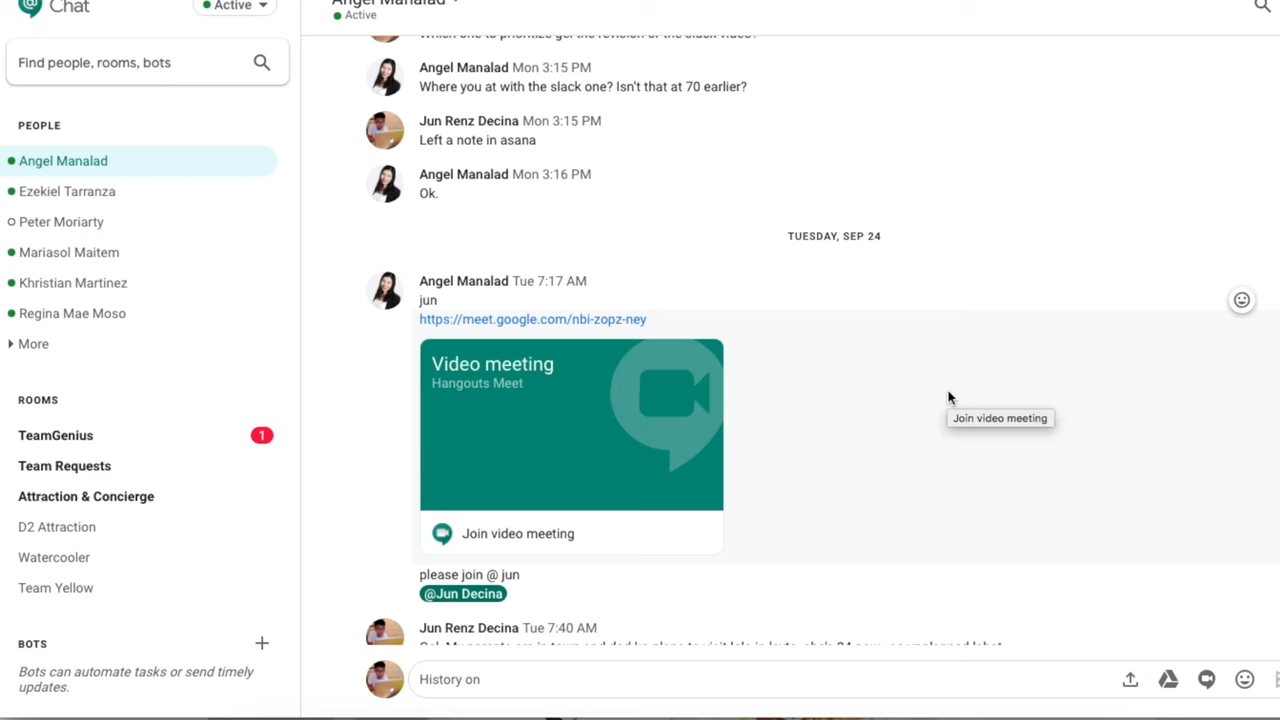 Chat
Active
Angel Manalad
Active
Find people, rooms, bots
PEOPLE
Angel Manalad
Ezekiel Tarranza
Peter Moriarty
Mariasol Maitem
Khristian Martinez
Regina Mae Moso
More
ROOMS
TeamGenius
1
Team Requests
Attraction & Concierge
D2 Attraction
Watercooler
Team Yellow
BOTS
Bots can automate tasks or send timely
updates.
Angel Manalad Mon 3:15 PM
Where you at with the slack one? Isn't that at 70 earlier?
Jun Renz Decina Mon 3:15 PM
Left a note in asana
Angel Manalad Mon 3:16 PM
Ok.
TUESDAY, SEP 24
Angel Manalad Tue 7:17 AM
jun
https://meet.google.com/nbi-zopz-ney
Video meeting
Hangouts Meet
Join video meeting
Join video meeting
please join @ jun
@Jun Decina
Jun Renz Decina Tue 7:40 AM
History on